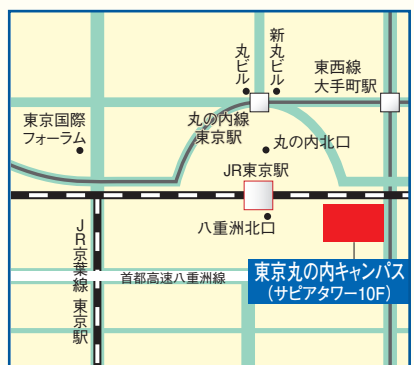 丸ビル
新丸ビル
東西線
大手町駅
東京国際
フォーラム
丸の内線
東京駅
丸の内北口
JR東京駅
八重洲北口
JR京葉線 東京駅
首都高速八重洲線
東京丸の内キャンパス
(サピアタワー10F)